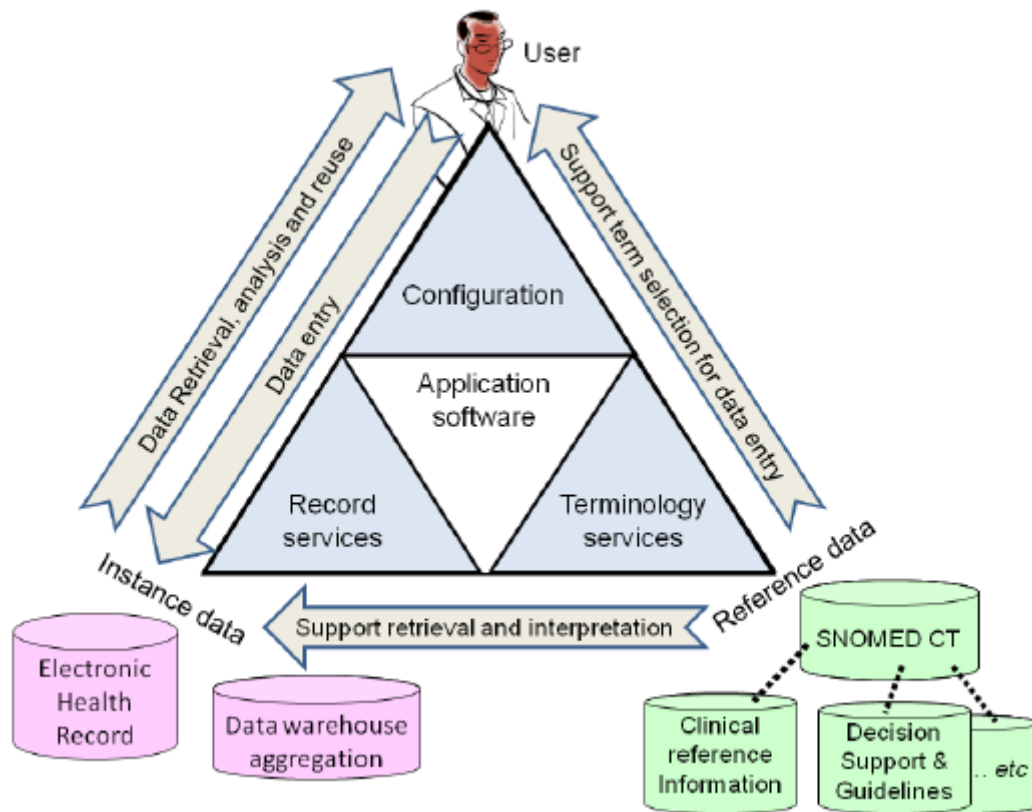 User
Data Retrieval, analysis and reuse
Data entry
Support term selection for data entry
Configuration
Application
software
Record
services
Terminology
services
Instance data
Reference data
Support retrieval and interpretation
Electronic
Health
Record
Data warehouse
aggregation
SNOMED CT
Clinical
reference
Information
Decision
Support &
Guidelines
.. etc